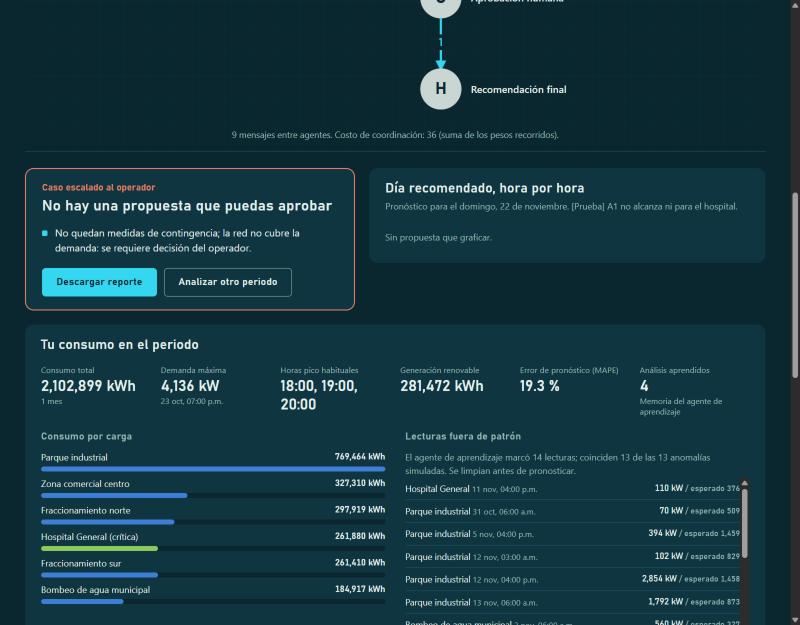 1
H
Recomendación final
9 mensajes entre agentes. Costo de coordinación: 36 (suma de los pesos recorridos).
Caso escalado al operador
No hay una propuesta que puedas aprobar
No quedan medidas de contingencia; la red no cubre la
demanda: se requiere decisión del operador.
Descargar reporte
Analizar otro periodo
Día recomendado, hora por hora
Pronóstico para el domingo, 22 de noviembre. [Prueba] A1 no alcanza ni para el hospital.
Sin propuesta que graficar.
Tu consumo en el periodo
Consumo total
2,102,899 kWh
1 mes
Demanda máxima
4,136 kW
23 oct, 07:00 p.m.
Horas pico habituales
18:00, 19:00,
20:00
Generación renovable
281,472 kWh
Error de pronóstico (MAPE)
19.3 %
Análisis aprendidos
4
Memoria del agente de
aprendizaje
Consumo por carga
Parque industrial 769,464 kWh
Zona comercial centro 327,310 kWh
Fraccionamiento norte 297,919 kWh
Hospital General (crítica) 261,880 kWh
Fraccionamiento sur 261,410 kWh
Bombeo de agua municipal 184,917 kWh
Lecturas fuera de patrón
El agente de aprendizaje marcó 14 lecturas; coinciden 13 de las 13 anomalías
simuladas. Se limpian antes de pronosticar.
Hospital General 11 nov, 04:00 p.m. 110 kW / esperado 376
Parque industrial 31 oct, 06:00 a.m. 70 kW / esperado 509
Parque industrial 5 nov, 04:00 p.m. 394 kW / esperado 1,459
Parque industrial 12 nov, 03:00 a.m. 102 kW / esperado 829
Parque industrial 12 nov, 04:00 p.m. 2,854 kW / esperado 1,458
Parque industrial 13 nov, 06:00 a.m. 1,792 kW / esperado 873